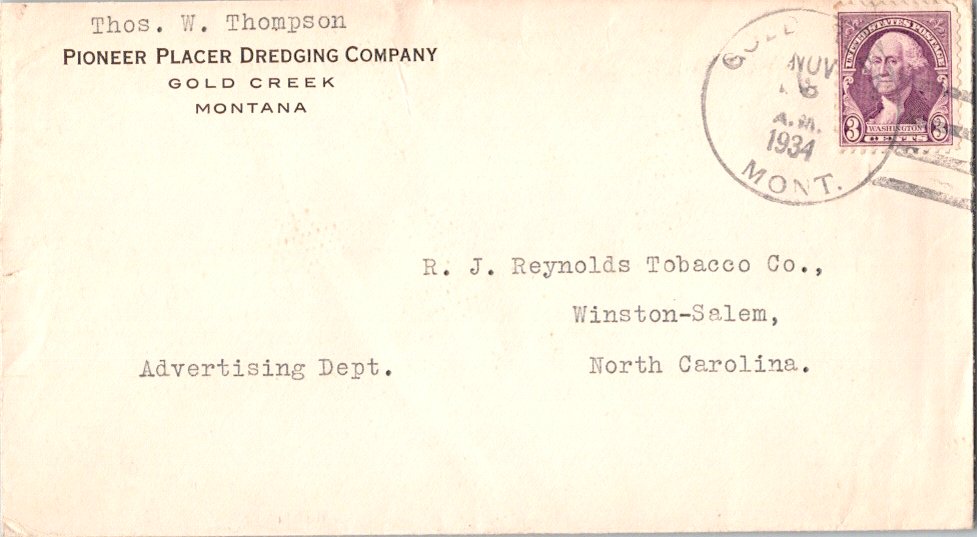 Thos. W. Thompson
PIONEER PLACER DREDGING COMPANY
GOLD CREEK
MONTANA
NOV
A.M.
1934
MONT.
UNITED STATES POSTAGE
3 WASHINGTON 3
CENTS
R. J. Reynolds Tobacco Co.,
Winston-Salem,
North Carolina.
Advertising Dept.